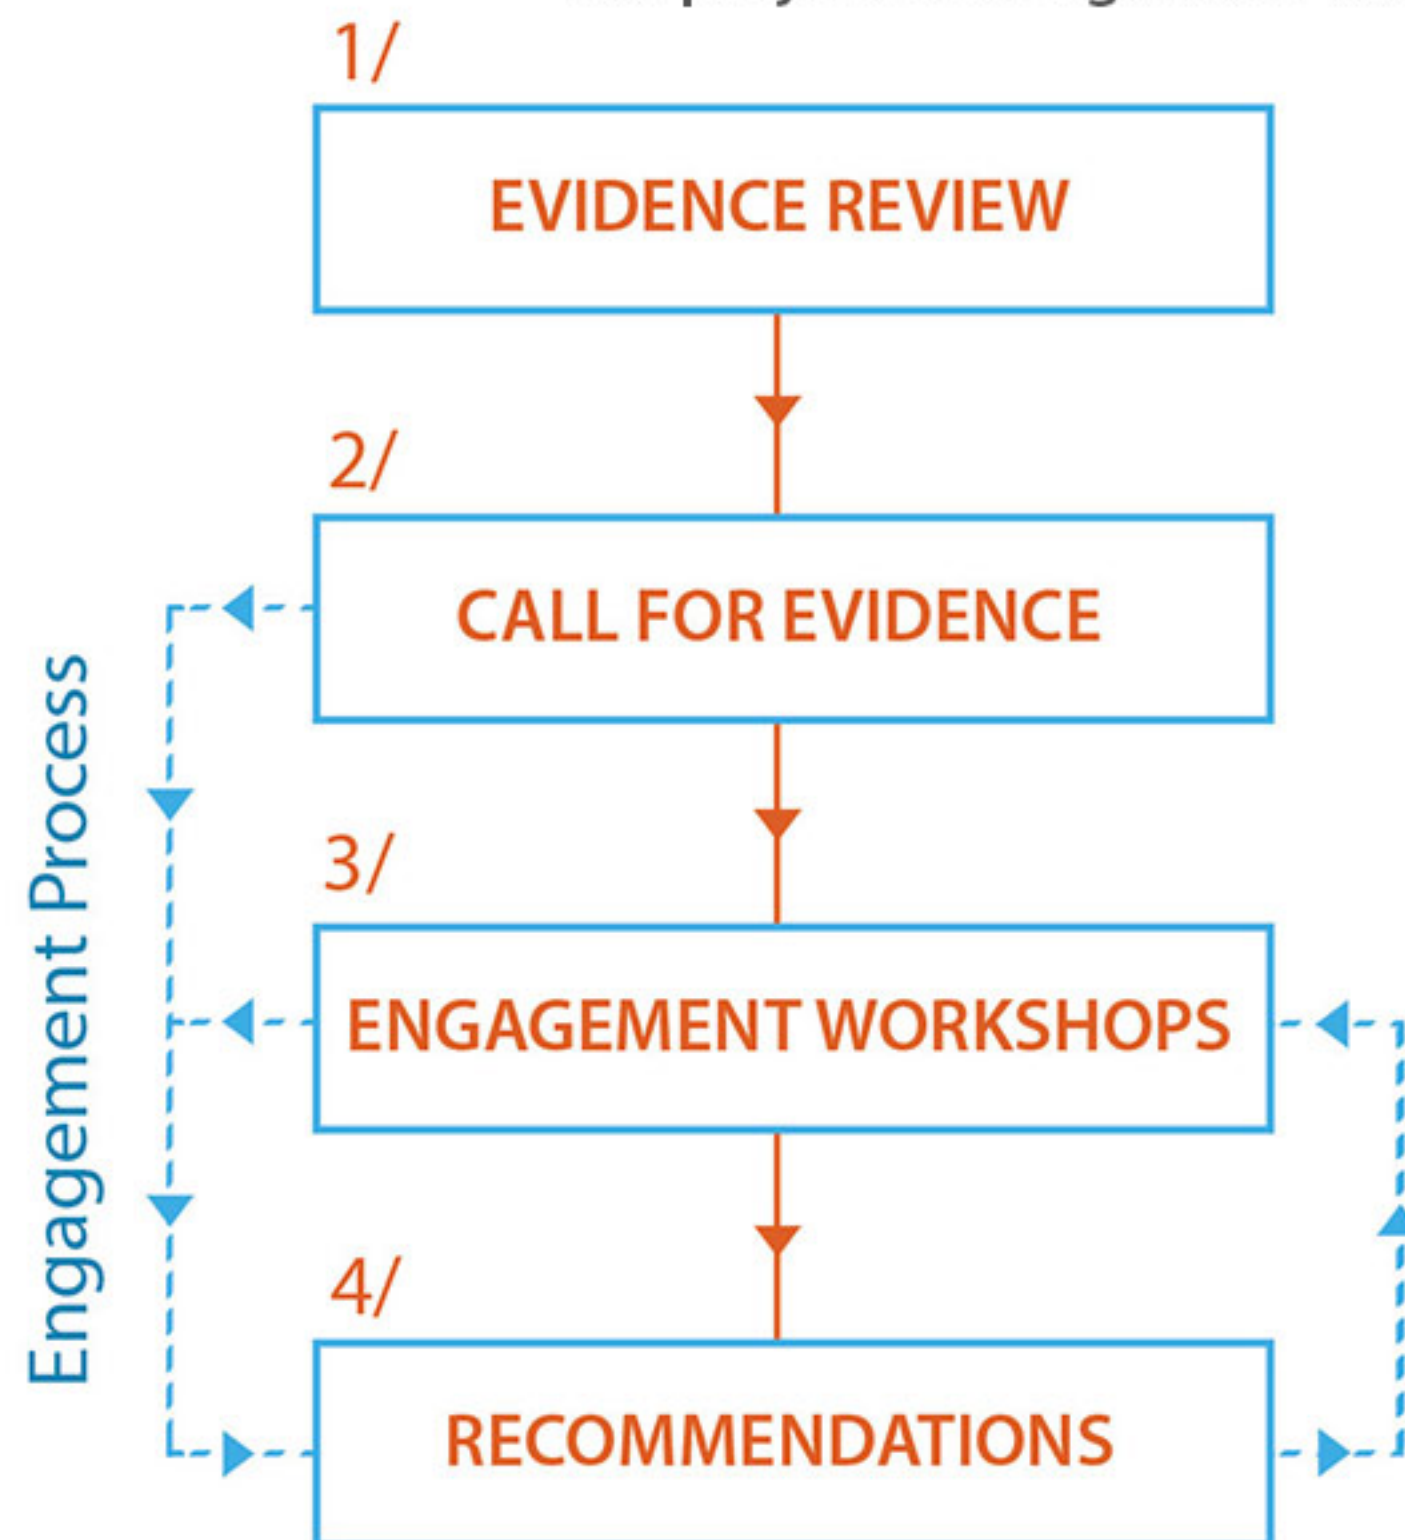 1/
EVIDENCE REVIEW
2/
CALL FOR EVIDENCE
Engagement Process
3/
ENGAGEMENT WORKSHOPS
4/
RECOMMENDATIONS